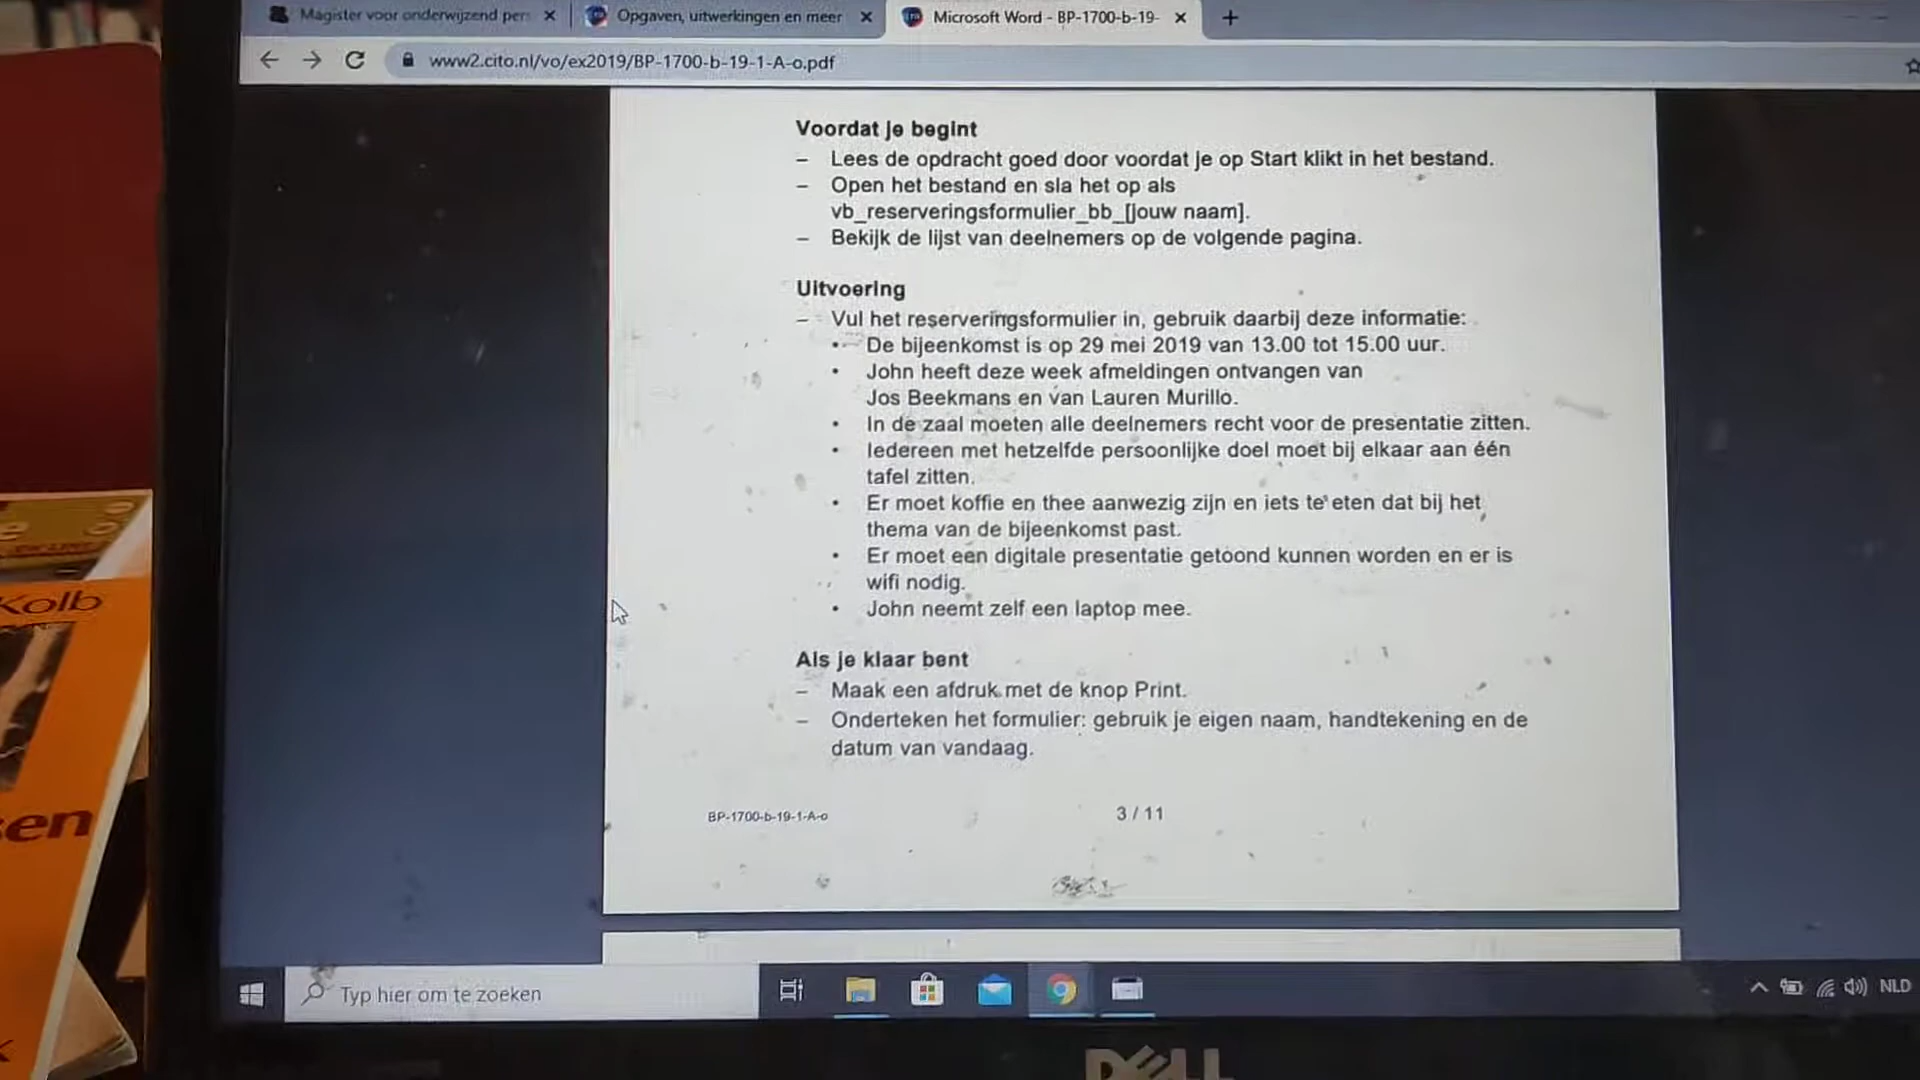 Magister voor onderwijzend pers
Opgaven, uitwerkingen en meer
Microsoft Word - BP-1700-b-19-
www2.cito.nl/vo/ex2019/BP-1700-b-19-1-A-o.pdf
Voordat je begint
– Lees de opdracht goed door voordat je op Start klikt in het bestand.
– Open het bestand en sla het op als
vb_reserveringsformulier_bb_[jouw naam].
– Bekijk de lijst van deelnemers op de volgende pagina.
Uitvoering
– Vul het reserveringsformulier in, gebruik daarbij deze informatie:
• De bijeenkomst is op 29 mei 2019 van 13.00 tot 15.00 uur.
• John heeft deze week afmeldingen ontvangen van
Jos Beekmans en van Lauren Murillo.
• In de zaal moeten alle deelnemers recht voor de presentatie zitten.
• Iedereen met hetzelfde persoonlijke doel moet bij elkaar aan één
tafel zitten.
• Er moet koffie en thee aanwezig zijn en iets te eten dat bij het
thema van de bijeenkomst past.
• Er moet een digitale presentatie getoond kunnen worden en er is
wifi nodig.
• John neemt zelf een laptop mee.
Als je klaar bent
– Maak een afdruk met de knop Print.
– Onderteken het formulier: gebruik je eigen naam, handtekening en de
datum van vandaag.
BP-1700-b-19-1-A-o
3 / 11
Typ hier om te zoeken
NLD
DELL
Kolb
sen